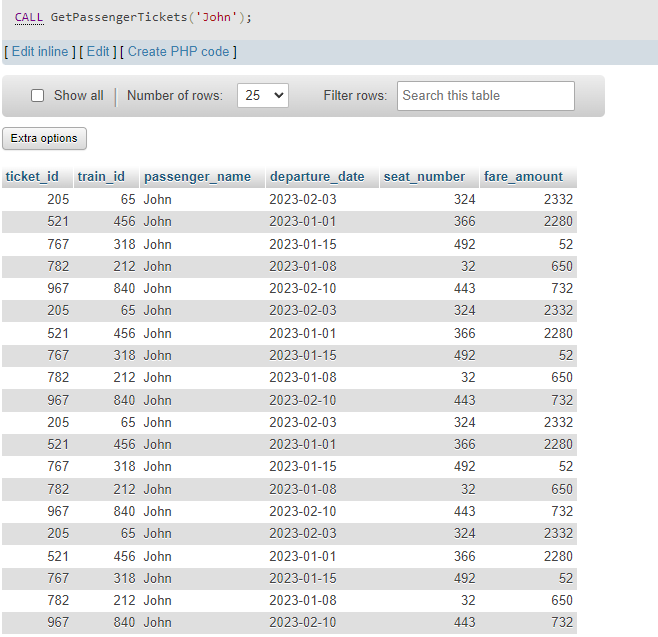 CALL GetPassengerTickets('John');
[ Edit inline ] [ Edit ] [ Create PHP code ]
Show all Number of rows: 25 Filter rows: Search this table
Extra options
ticket_id train_id passenger_name departure_date seat_number fare_amount
205 65 John 2023-02-03 324 2332
521 456 John 2023-01-01 366 2280
767 318 John 2023-01-15 492 52
782 212 John 2023-01-08 32 650
967 840 John 2023-02-10 443 732
205 65 John 2023-02-03 324 2332
521 456 John 2023-01-01 366 2280
767 318 John 2023-01-15 492 52
782 212 John 2023-01-08 32 650
967 840 John 2023-02-10 443 732
205 65 John 2023-02-03 324 2332
521 456 John 2023-01-01 366 2280
767 318 John 2023-01-15 492 52
782 212 John 2023-01-08 32 650
967 840 John 2023-02-10 443 732
205 65 John 2023-02-03 324 2332
521 456 John 2023-01-01 366 2280
767 318 John 2023-01-15 492 52
782 212 John 2023-01-08 32 650
967 840 John 2023-02-10 443 732